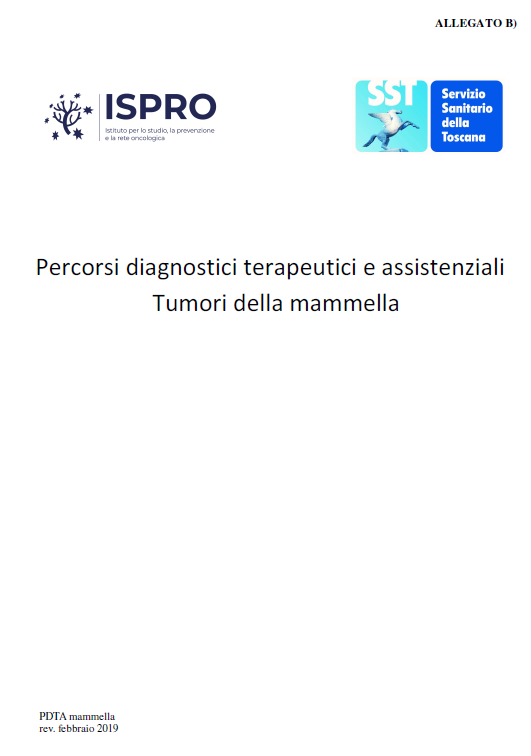 ALLEGATO B)
ISPRO
Istituto per lo studio, la prevenzione
e la rete oncologica
SST
Servizio
Sanitario
della
Toscana
Percorsi diagnostici terapeutici e assistenziali
Tumori della mammella
PDTA mammella
rev. febbraio 2019